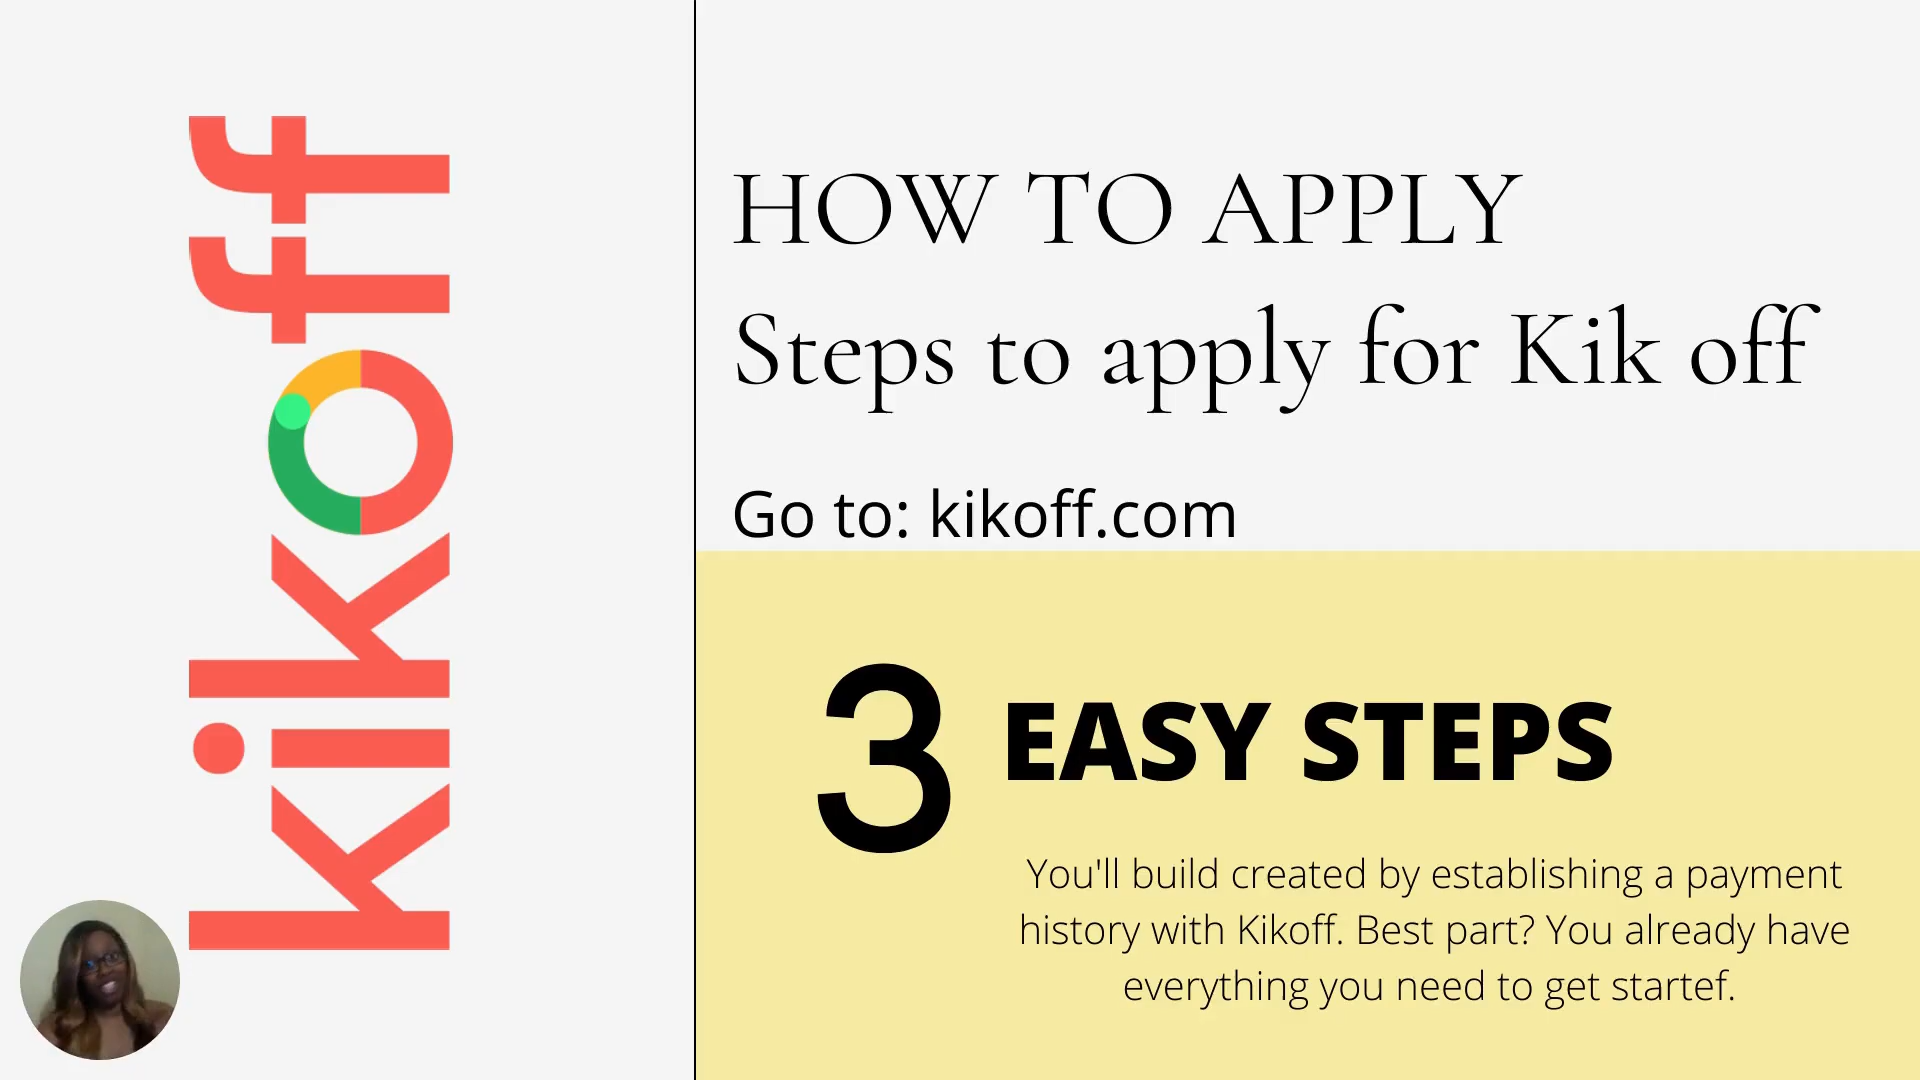 kikoff
HOW TO APPLY
Steps to apply for Kik off
Go to: kikoff.com
3
EASY STEPS
You'll build created by establishing a payment
history with Kikoff. Best part? You already have
everything you need to get startef.